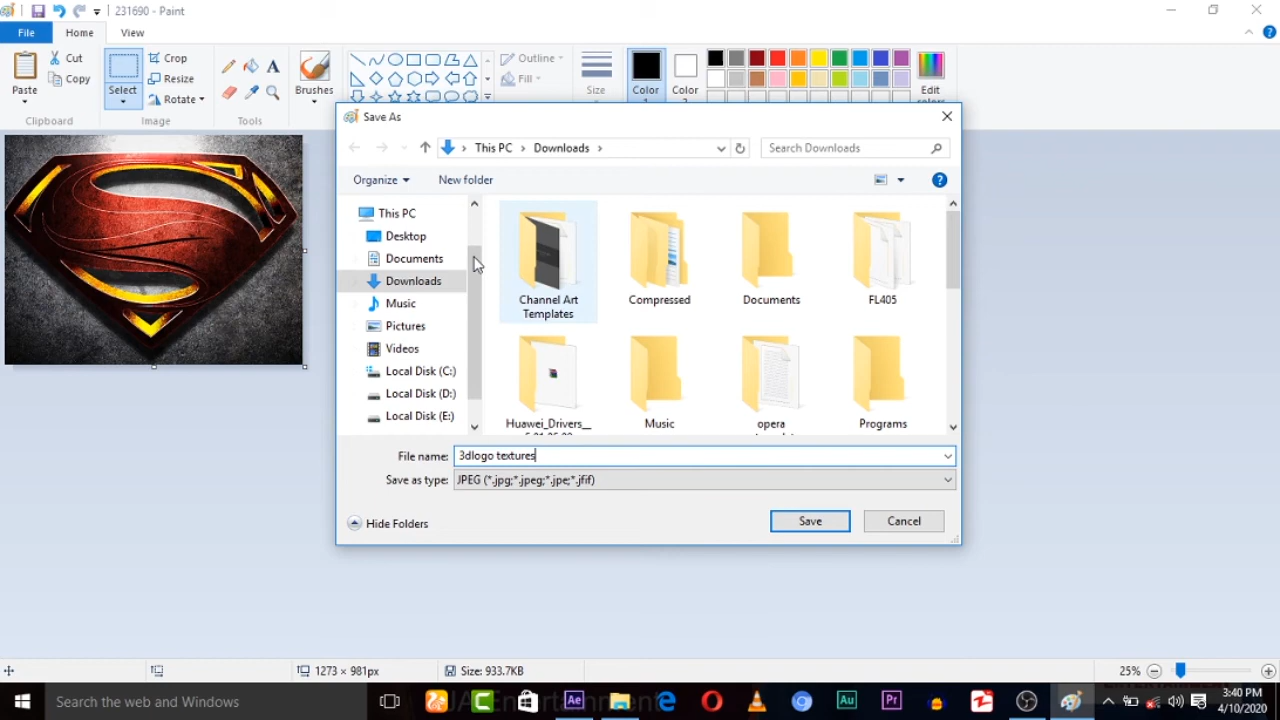 231690 - Paint
File
Home
View
Paste
Cut
Copy
Clipboard
Select
Crop
Resize
Rotate
Image
Tools
Brushes
Outline
Fill
Size
Color
Color
Edit
Save As
This PC
Downloads
Search Downloads
Organize
New folder
This PC
Desktop
Documents
Downloads
Music
Pictures
Videos
Local Disk (C:)
Local Disk (D:)
Local Disk (E:)
Channel Art
Templates
Compressed
Documents
FL405
Huawei_Drivers__
Music
opera
Programs
File name: 3dlogo textures
Save as type: JPEG (*.jpg;*.jpeg;*.jpe;*.jfif)
Hide Folders
Save
Cancel
1273 × 981px
Size: 933.7KB
25%
Search the web and Windows
Ae
Au
Pr
3:40 PM
4/10/2020